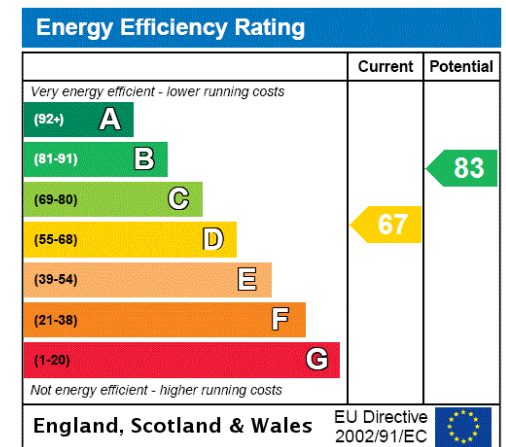 Energy Efficiency Rating
Current Potential
Very energy efficient - lower running costs
(92+) A
(81-91) B
83
(69-80) C
67
(55-68) D
(39-54) E
(21-38) F
(1-20) G
Not energy efficient - higher running costs
England, Scotland & Wales
EU Directive
2002/91/EC